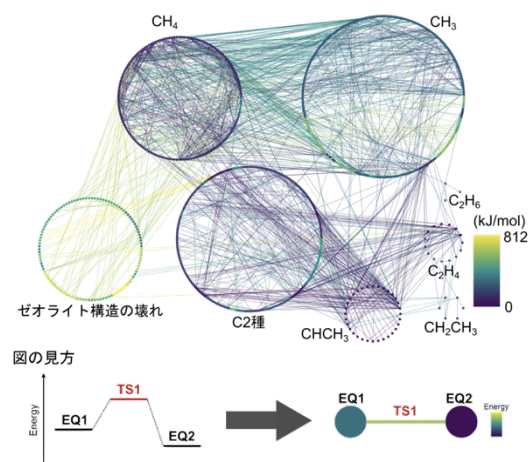 CH₄
CH₃
C₂H₆
(kJ/mol)
812
C₂H₄
0
ゼオライト構造の壊れ
C2種
CHCH₃
CH₂CH₃
図の見方
Energy
EQ1
TS1
EQ2
EQ1
TS1
EQ2
Energy